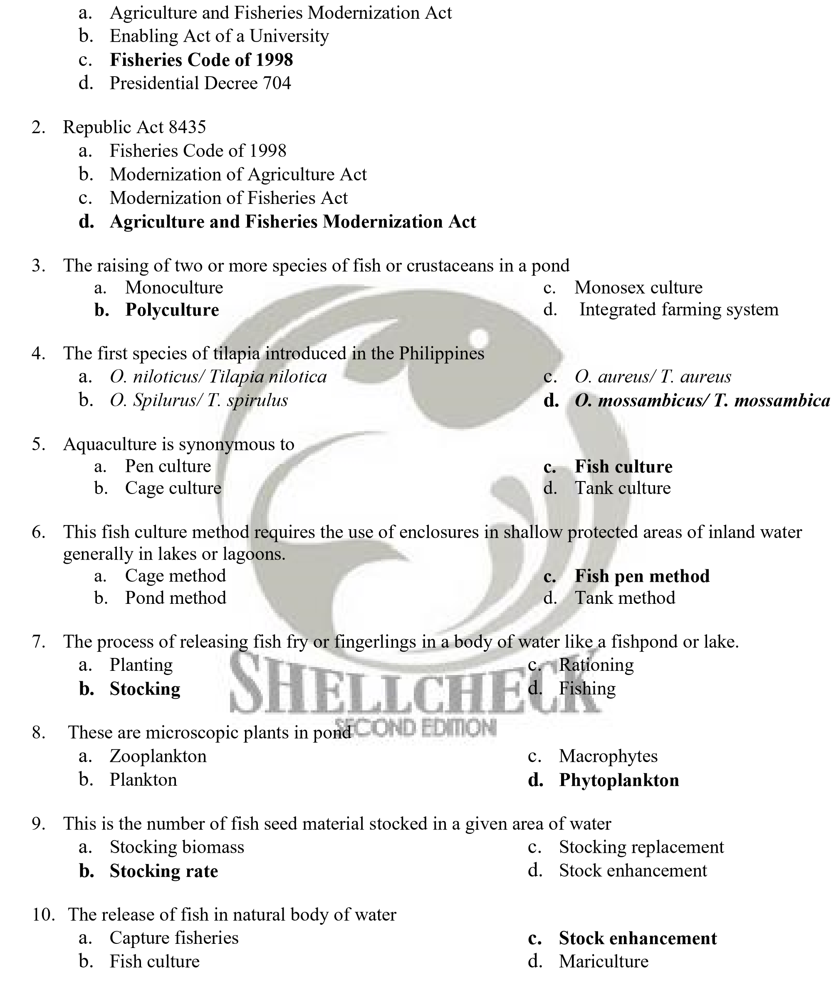 a. Agriculture and Fisheries Modernization Act
b. Enabling Act of a University
c. Fisheries Code of 1998
d. Presidential Decree 704
2. Republic Act 8435
a. Fisheries Code of 1998
b. Modernization of Agriculture Act
c. Modernization of Fisheries Act
d. Agriculture and Fisheries Modernization Act
3. The raising of two or more species of fish or crustaceans in a pond
a. Monoculture c. Monosex culture
b. Polyculture d. Integrated farming system
4. The first species of tilapia introduced in the Philippines
a. O. niloticus/ Tilapia nilotica c. O. aureus/ T. aureus
b. O. Spilurus/ T. spirulus d. O. mossambicus/ T. mossambica
5. Aquaculture is synonymous to
a. Pen culture c. Fish culture
b. Cage culture d. Tank culture
6. This fish culture method requires the use of enclosures in shallow protected areas of inland water
generally in lakes or lagoons.
a. Cage method c. Fish pen method
b. Pond method d. Tank method
7. The process of releasing fish fry or fingerlings in a body of water like a fishpond or lake.
a. Planting c. Rationing
b. Stocking d. Fishing
SHELLCHECK
SECOND EDITION
8. These are microscopic plants in pond
a. Zooplankton c. Macrophytes
b. Plankton d. Phytoplankton
9. This is the number of fish seed material stocked in a given area of water
a. Stocking biomass c. Stocking replacement
b. Stocking rate d. Stock enhancement
10. The release of fish in natural body of water
a. Capture fisheries c. Stock enhancement
b. Fish culture d. Mariculture